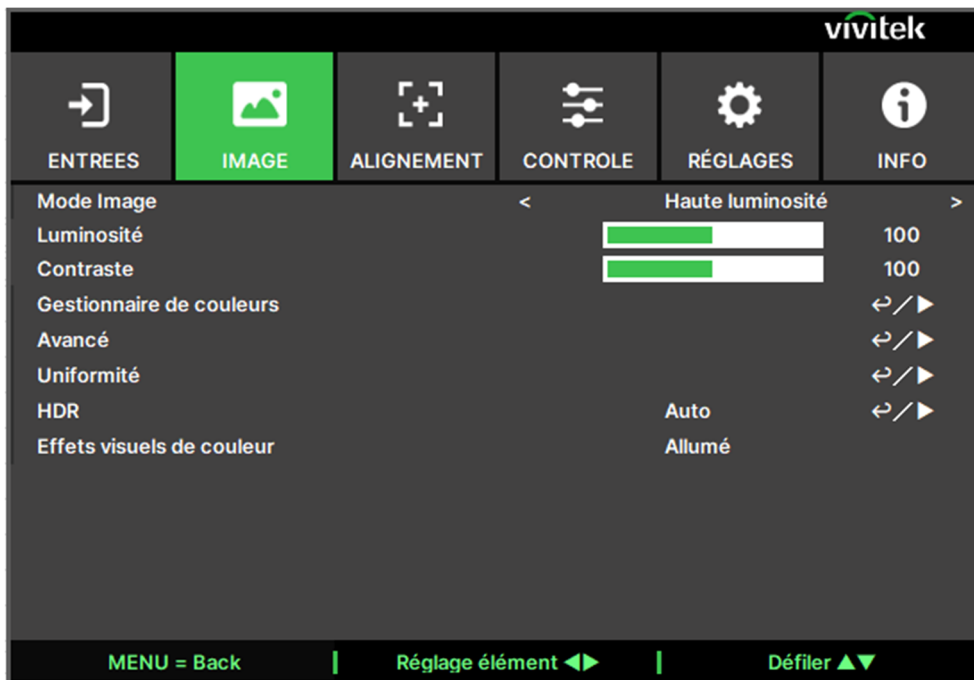 vivitek
ENTREES IMAGE ALIGNEMENT CONTROLE RÉGLAGES INFO
Mode Image < Haute luminosité >
Luminosité 100
Contraste 100
Gestionnaire de couleurs ↩/▶
Avancé ↩/▶
Uniformité ↩/▶
HDR Auto ↩/▶
Effets visuels de couleur Allumé
MENU = Back | Réglage élément ◀▶ | Défiler ▲▼